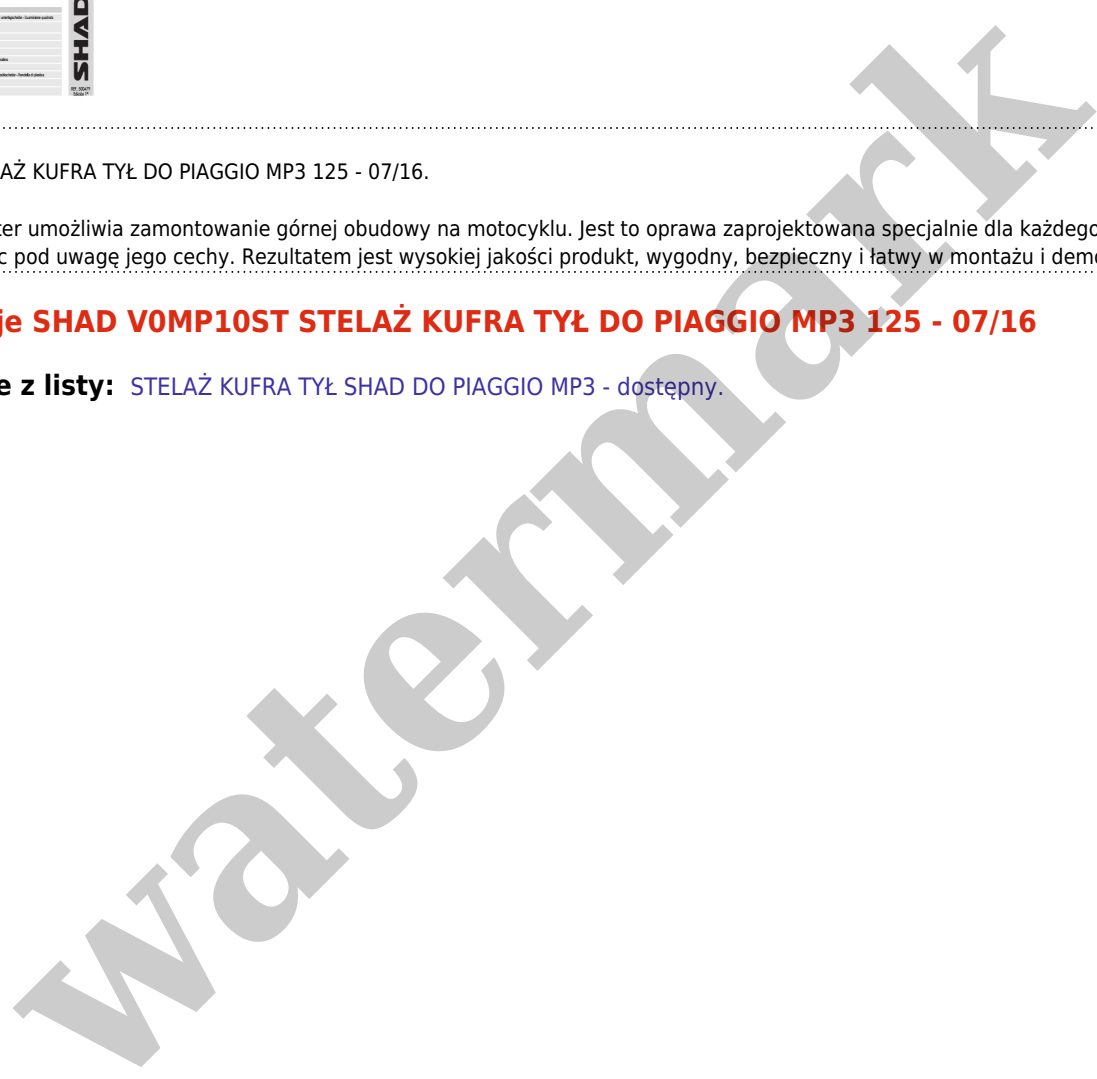 SHAD
AŻ KUFRA TYŁ DO PIAGGIO MP3 125 - 07/16.
ter umożliwia zamontowanie górnej obudowy na motocyklu. Jest to oprawa zaprojektowana specjalnie dla każdego
c pod uwagę jego cechy. Rezultatem jest wysokiej jakości produkt, wygodny, bezpieczny i łatwy w montażu i dem
je SHAD V0MP10ST STELAŻ KUFRA TYŁ DO PIAGGIO MP3 125 - 07/16
e z listy: STELAŻ KUFRA TYŁ SHAD DO PIAGGIO MP3 - dostępny.
watermark